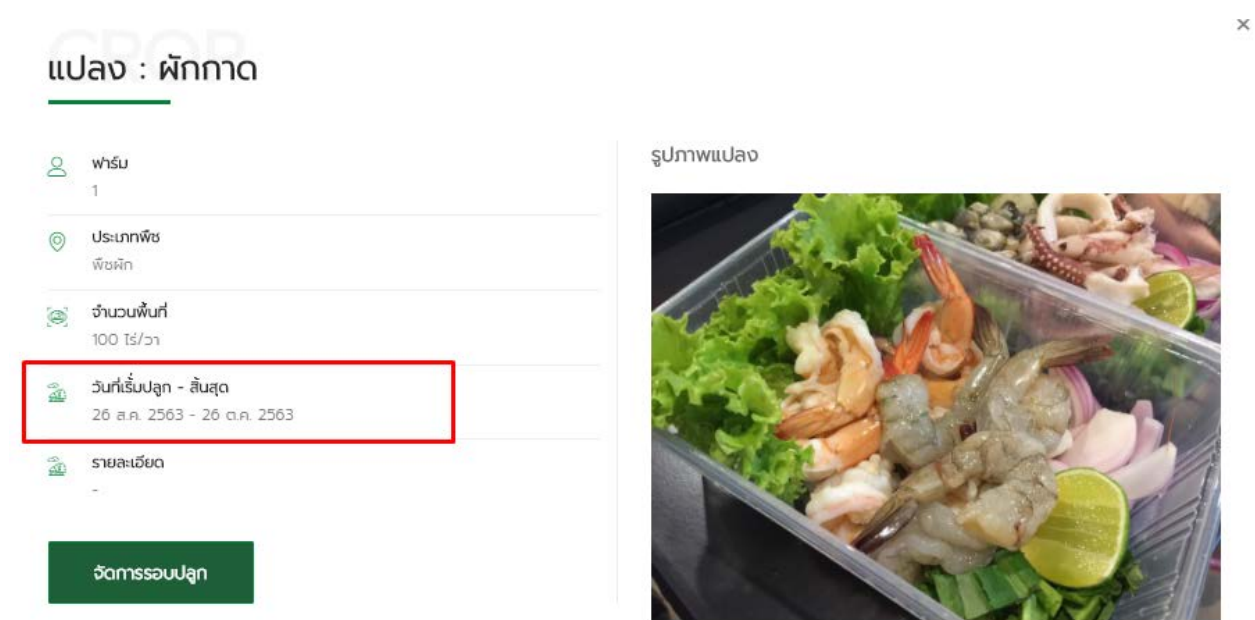 CROP
แปลง : ผักกาด
ฟาร์ม
1
ประเภทพืช
พืชผัก
จำนวนพื้นที่
100 ไร่/วา
วันที่เริ่มปลูก - สิ้นสุด
26 ส.ค. 2563 - 26 ต.ค. 2563
รายละเอียด
-
จัดการรอบปลูก
รูปภาพแปลง